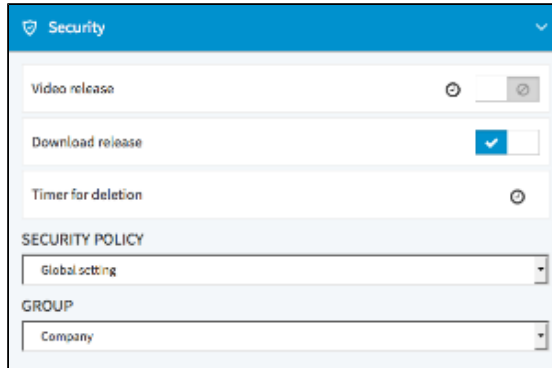 Security
Video release
Download release
Timer for deletion
SECURITY POLICY
Global setting
GROUP
Company